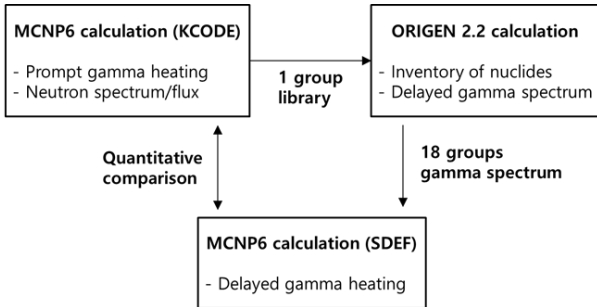 MCNP6 calculation (KCODE)
- Prompt gamma heating
- Neutron spectrum/flux
1 group
library
ORIGEN 2.2 calculation
- Inventory of nuclides
- Delayed gamma spectrum
Quantitative
comparison
18 groups
gamma spectrum
MCNP6 calculation (SDEF)
- Delayed gamma heating